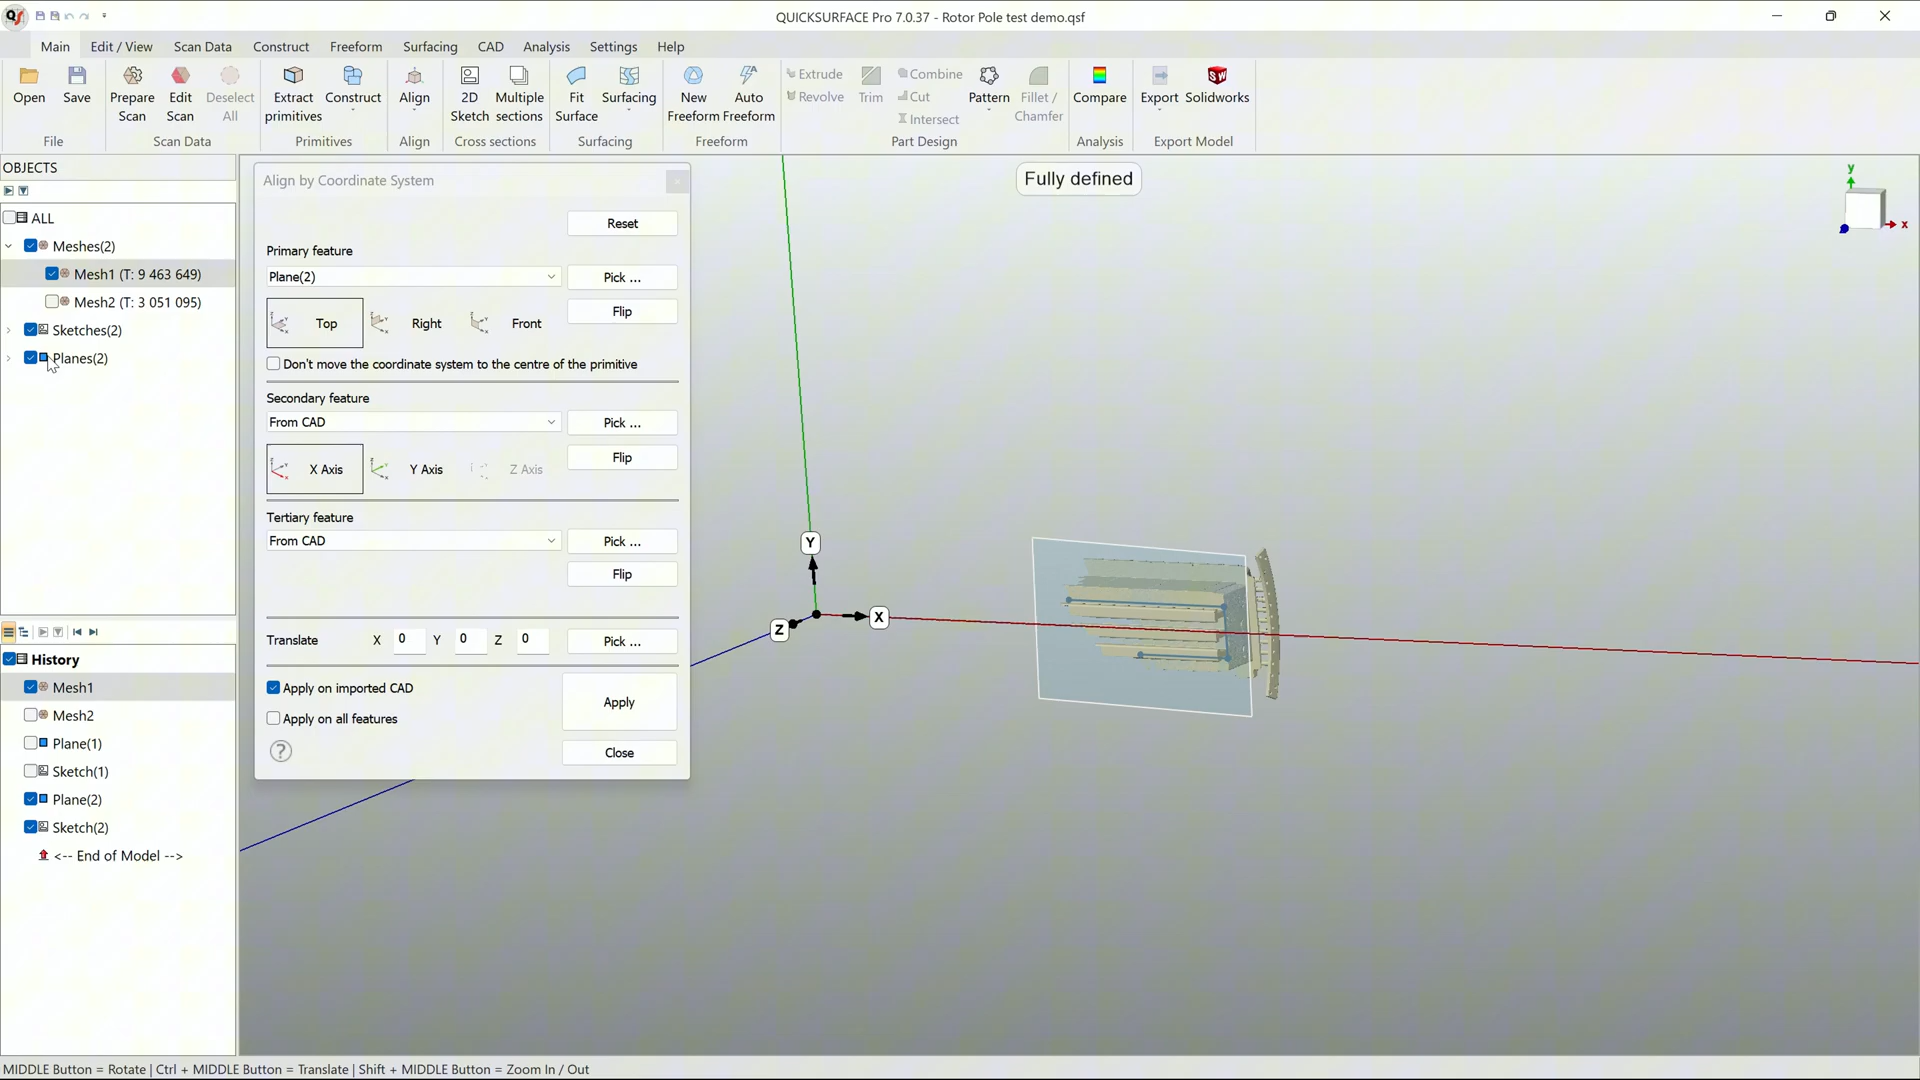 QUICKSURFACE Pro 7.0.37 - Rotor Pole test demo.qsf
Main Edit / View Scan Data Construct Freeform Surfacing CAD Analysis Settings Help
Open Save Prepare Scan Edit Scan Deselect All Extract primitives Construct Align 2D Sketch Multiple sections Fit Surface Surfacing New Freeform Auto Freeform Extrude Revolve Trim Combine Cut Intersect Pattern Fillet / Chamfer Compare Export Solidworks
File Scan Data Primitives Align Cross sections Surfacing Freeform Part Design Analysis Export Model
OBJECTS
ALL
Meshes(2)
Mesh1 (T: 9 463 649)
Mesh2 (T: 3 051 095)
Sketches(2)
Planes(2)
History
Mesh1
Mesh2
Plane(1)
Sketch(1)
Plane(2)
Sketch(2)
<-- End of Model -->
Align by Coordinate System
Reset
Primary feature
Plane(2) Pick ...
Top Right Front Flip
Don't move the coordinate system to the centre of the primitive
Secondary feature
From CAD Pick ...
X Axis Y Axis Z Axis Flip
Tertiary feature
From CAD Pick ...
Flip
Translate X 0 Y 0 Z 0 Pick ...
Apply on imported CAD
Apply
Apply on all features
? Close
Fully defined
Y
X
Z
y
x
MIDDLE Button = Rotate | Ctrl + MIDDLE Button = Translate | Shift + MIDDLE Button = Zoom In / Out